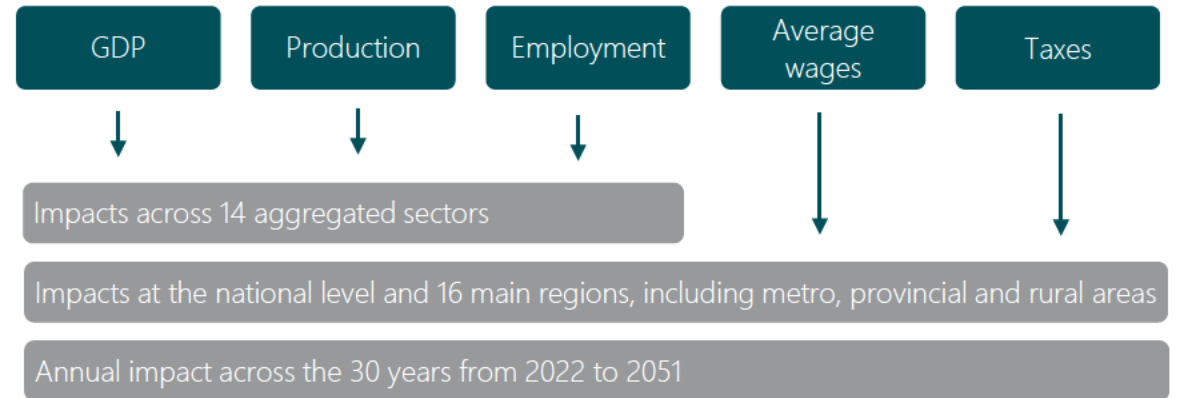 GDP
Production
Employment
Average
wages
Taxes
Impacts across 14 aggregated sectors
Impacts at the national level and 16 main regions, including metro, provincial and rural areas
Annual impact across the 30 years from 2022 to 2051